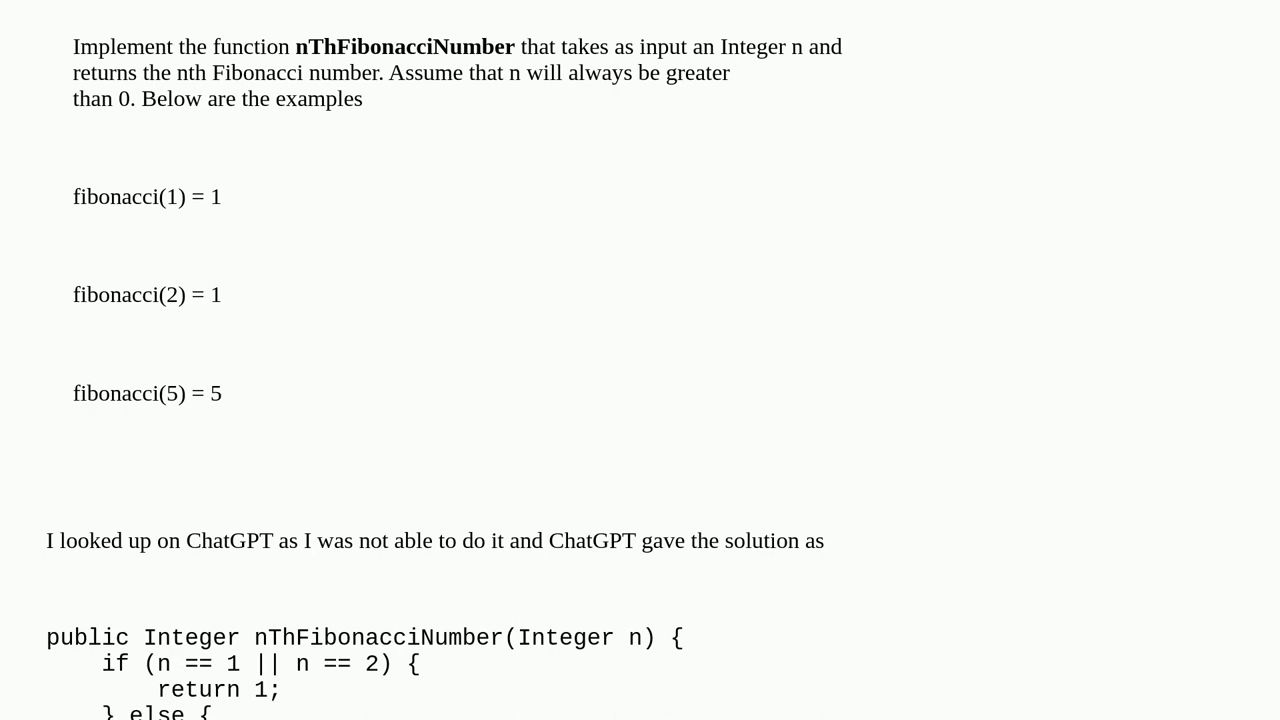 Implement the function nThFibonacciNumber that takes as input an Integer n and
returns the nth Fibonacci number. Assume that n will always be greater
than 0. Below are the examples
fibonacci(1) = 1
fibonacci(2) = 1
fibonacci(5) = 5
I looked up on ChatGPT as I was not able to do it and ChatGPT gave the solution as
public Integer nThFibonacciNumber(Integer n) {
    if (n == 1 || n == 2) {
        return 1;
    } else {